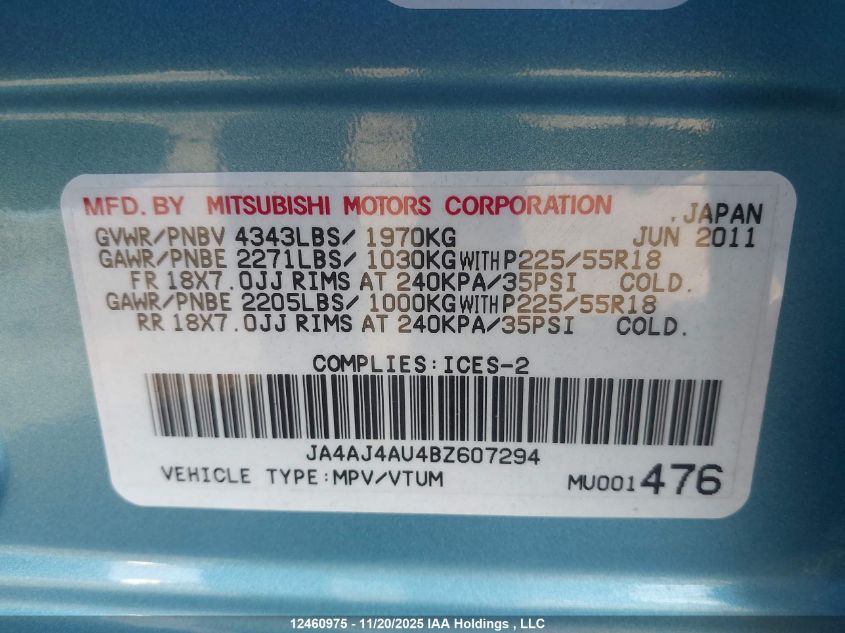 MFD. BY MITSUBISHI MOTORS CORPORATION , JAPAN
GVWR/PNBV 4343LBS/ 1970KG JUN 2011
GAWR/PNBE 2271LBS/ 1030KG WITH P225/55R18
FR 18X7.0JJ RIMS AT 240KPA/35PSI COLD.
GAWR/PNBE 2205LBS/ 1000KG WITH P225/55R18
RR 18X7.0JJ RIMS AT 240KPA/35PSI COLD.
COMPLIES:ICES-2
JA4AJ4AU4BZ607294
VEHICLE TYPE:MPV/VTUM MU001476
12460975 - 11/20/2025 IAA Holdings , LLC